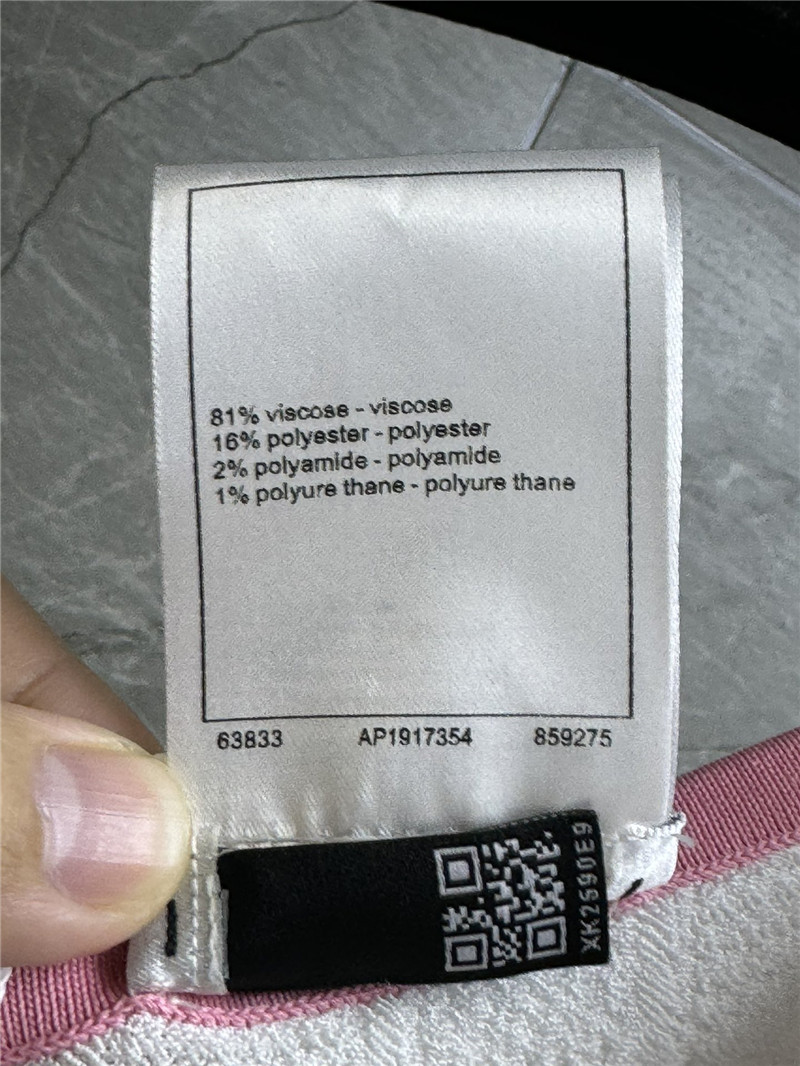 81% viscose - viscose
16% polyester - polyester
2% polyamide - polyamide
1% polyure thane - polyure thane
63833 AP1917354 859275
XK2590E9